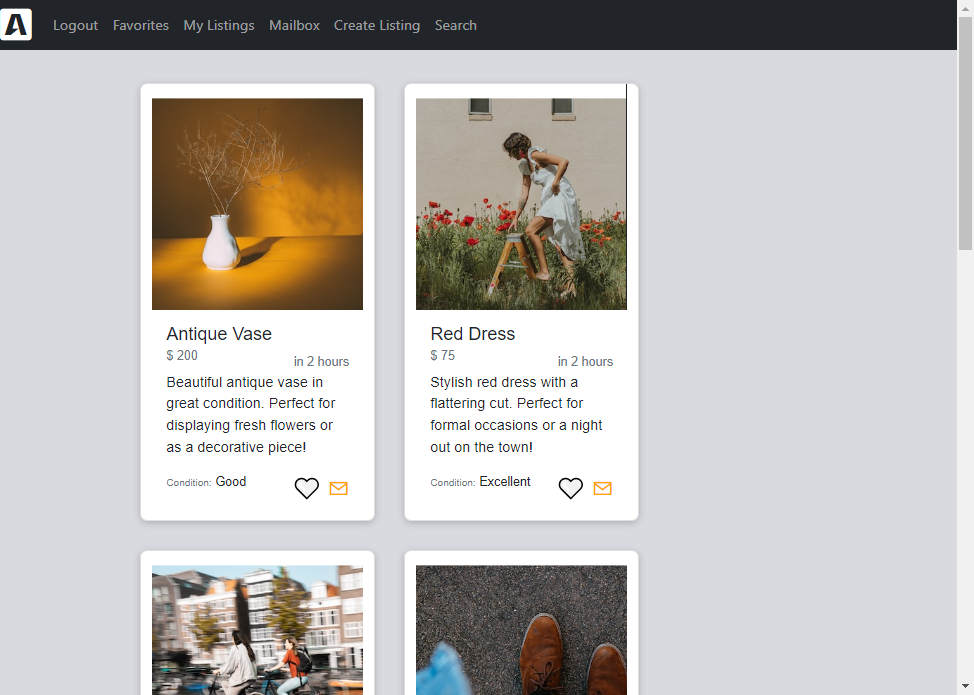 A
Logout Favorites My Listings Mailbox Create Listing Search
Antique Vase
$ 200
in 2 hours
Beautiful antique vase in
great condition. Perfect for
displaying fresh flowers or
as a decorative piece!
Condition: Good
Red Dress
$ 75
in 2 hours
Stylish red dress with a
flattering cut. Perfect for
formal occasions or a night
out on the town!
Condition: Excellent